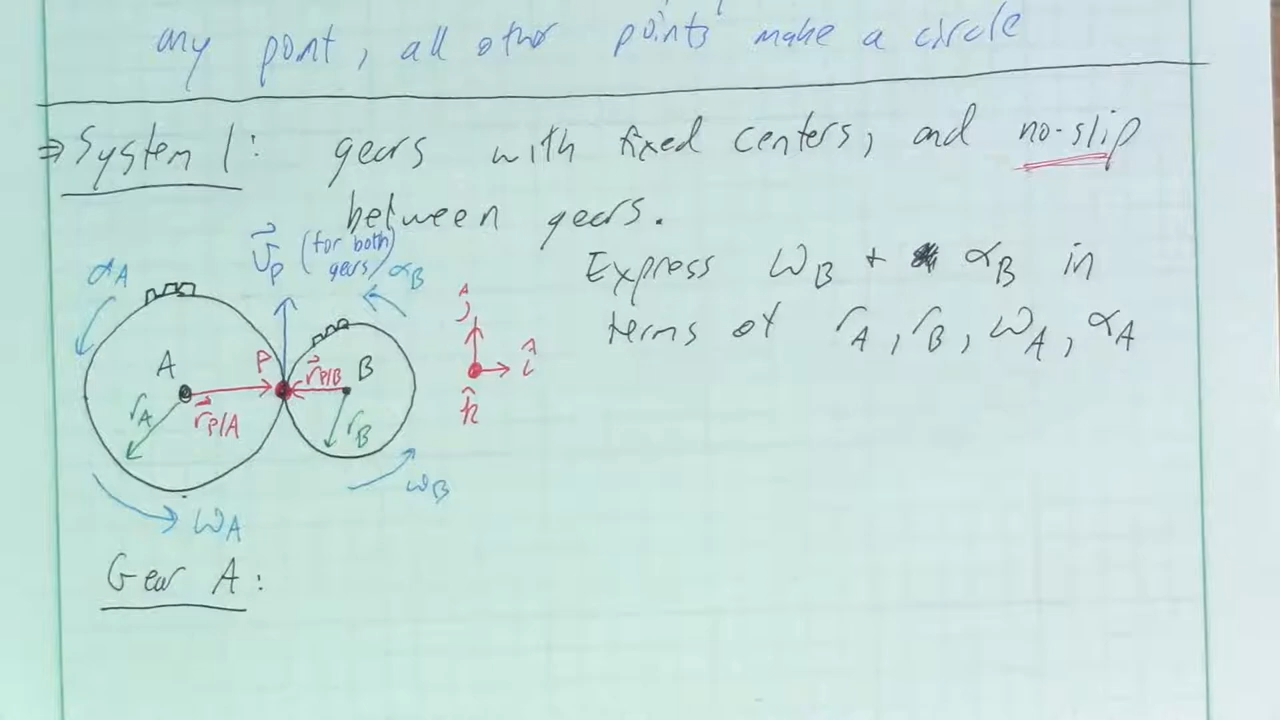 any point, all other points make a circle
⇒ System 1: gears with fixed centers, and no-slip
between gears.
v⃗_P (for both gears)
Express ω_B + α_B in
terms of r_A, r_B, ω_A, α_A
α_A
α_B
ĵ
î
k̂
A
P
r⃗_P/B
B
r_A
r⃗_P/A
r_B
ω_B
ω_A
Gear A: